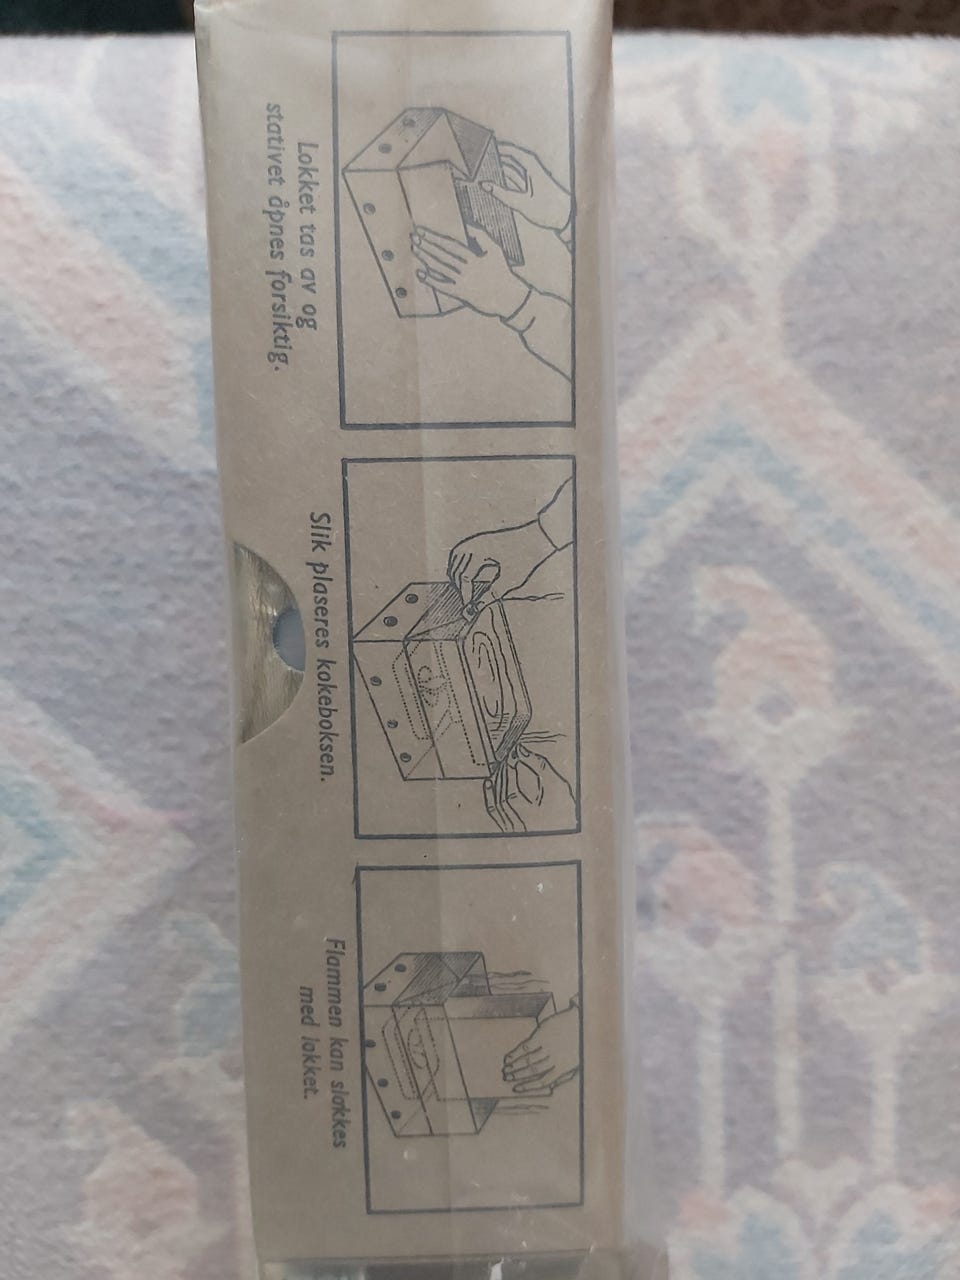 Lokket tas av og
stativet åpnes forsiktig.
Slik plaseres kokeboksen.
Flammen kan slokkes
med lokket.